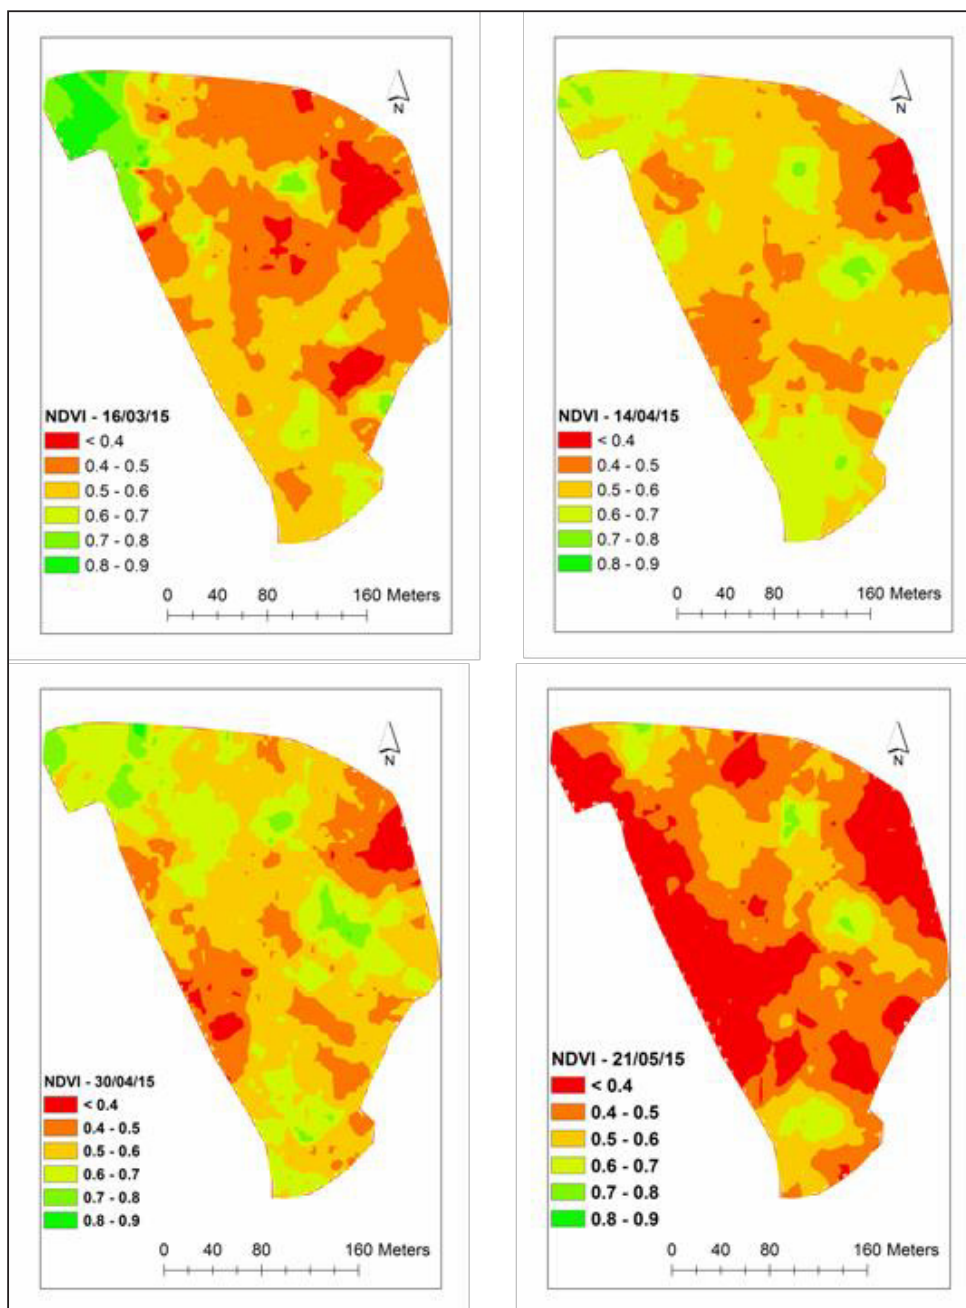 N
NDVI - 16/03/15
< 0.4
0.4 - 0.5
0.5 - 0.6
0.6 - 0.7
0.7 - 0.8
0.8 - 0.9
0 40 80 160 Meters
N
NDVI - 14/04/15
< 0.4
0.4 - 0.5
0.5 - 0.6
0.6 - 0.7
0.7 - 0.8
0.8 - 0.9
0 40 80 160 Meters
N
NDVI - 30/04/15
< 0.4
0.4 - 0.5
0.5 - 0.6
0.6 - 0.7
0.7 - 0.8
0.8 - 0.9
0 40 80 160 Meters
N
NDVI - 21/05/15
< 0.4
0.4 - 0.5
0.5 - 0.6
0.6 - 0.7
0.7 - 0.8
0.8 - 0.9
0 40 80 160 Meters